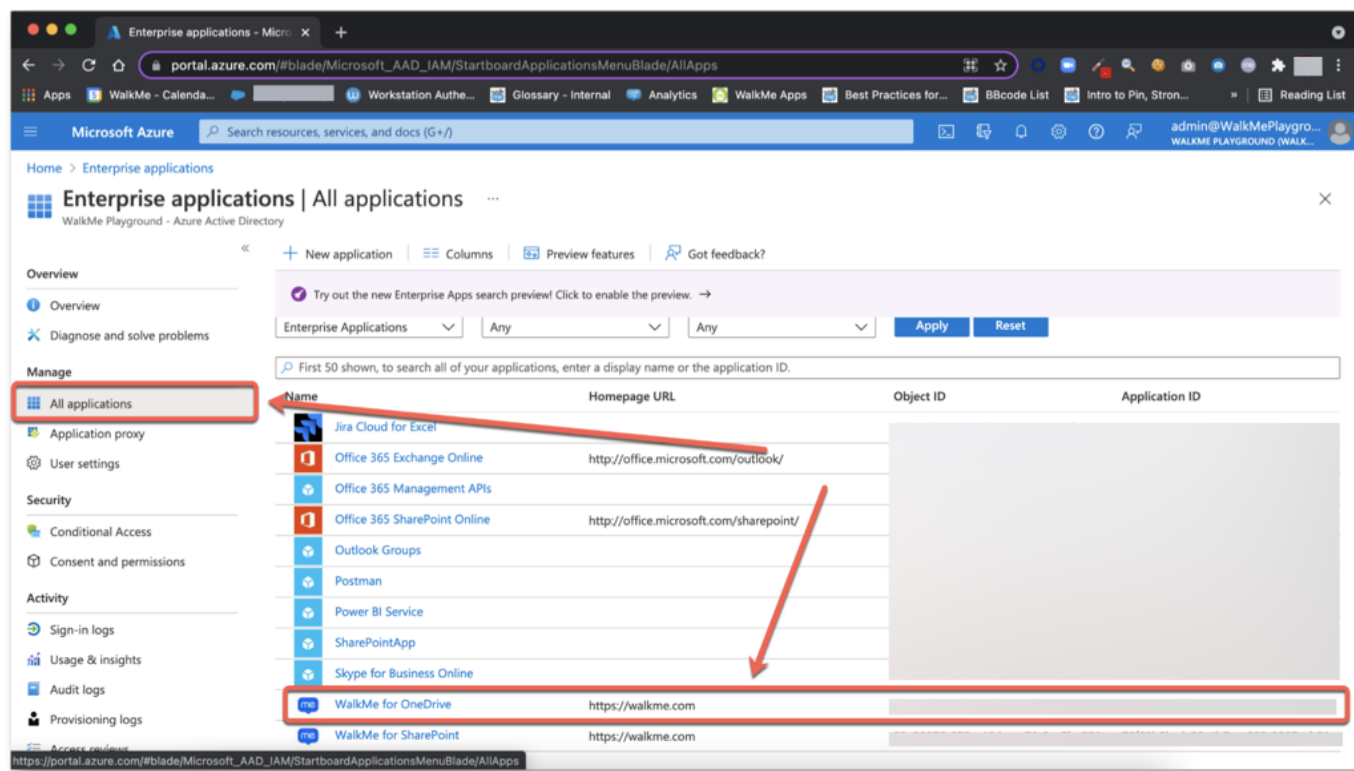 Enterprise applications - Micro
portal.azure.com/#blade/Microsoft_AAD_IAM/StartboardApplicationsMenuBlade/AllApps
Apps WalkMe - Calenda... Workstation Authe... Glossary - Internal Analytics WalkMe Apps Best Practices for... BBcode List Intro to Pin, Stron... » Reading List
Microsoft Azure Search resources, services, and docs (G+/) admin@WalkMePlaygro...
WALKME PLAYGROUND (WALK...
Home > Enterprise applications
Enterprise applications | All applications ...
WalkMe Playground - Azure Active Directory
«
New application Columns Preview features Got feedback?
Overview
Try out the new Enterprise Apps search preview! Click to enable the preview. →
Overview
Diagnose and solve problems
Enterprise Applications Any Any Apply Reset
First 50 shown, to search all of your applications, enter a display name or the application ID.
Manage
All applications
Name Homepage URL Object ID Application ID
Jira Cloud for Excel
Application proxy
Office 365 Exchange Online http://office.microsoft.com/outlook/
User settings
Office 365 Management APIs
Security
Office 365 SharePoint Online http://office.microsoft.com/sharepoint/
Conditional Access
Outlook Groups
Consent and permissions
Postman
Activity
Power BI Service
Sign-in logs
SharePointApp
Usage & insights
Skype for Business Online
Audit logs
me WalkMe for OneDrive https://walkme.com
Provisioning logs
me WalkMe for SharePoint https://walkme.com
Access reviews
https://portal.azure.com/#blade/Microsoft_AAD_IAM/StartboardApplicationsMenuBlade/AllApps